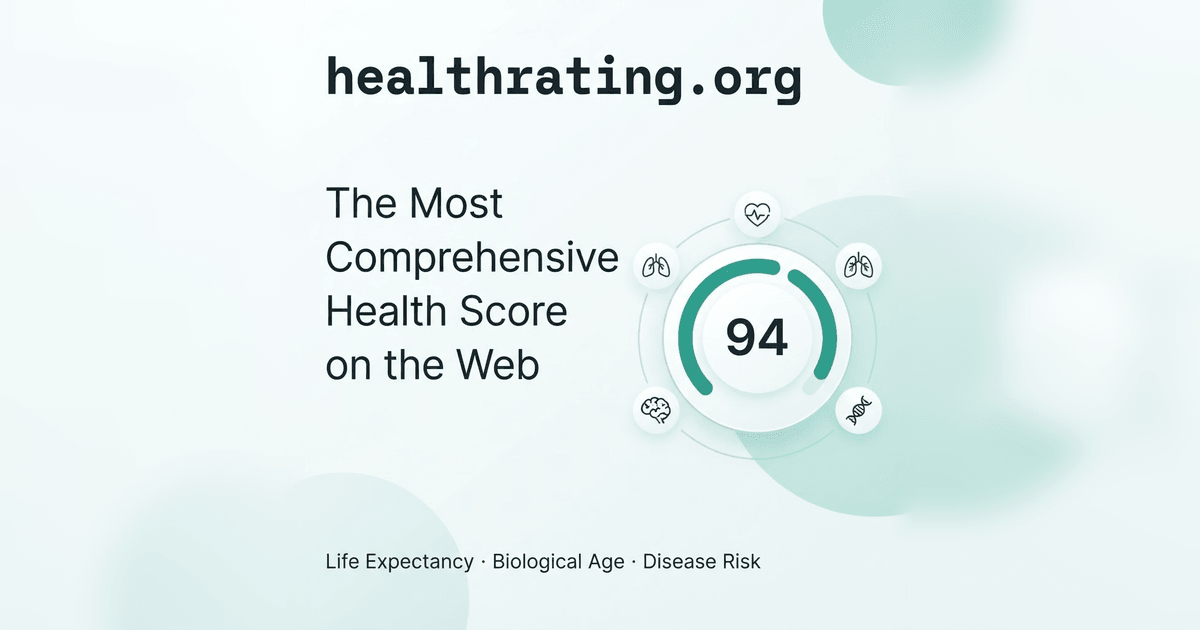 healthrating.org
The Most
Comprehensive
Health Score
on the Web
94
Life Expectancy · Biological Age · Disease Risk